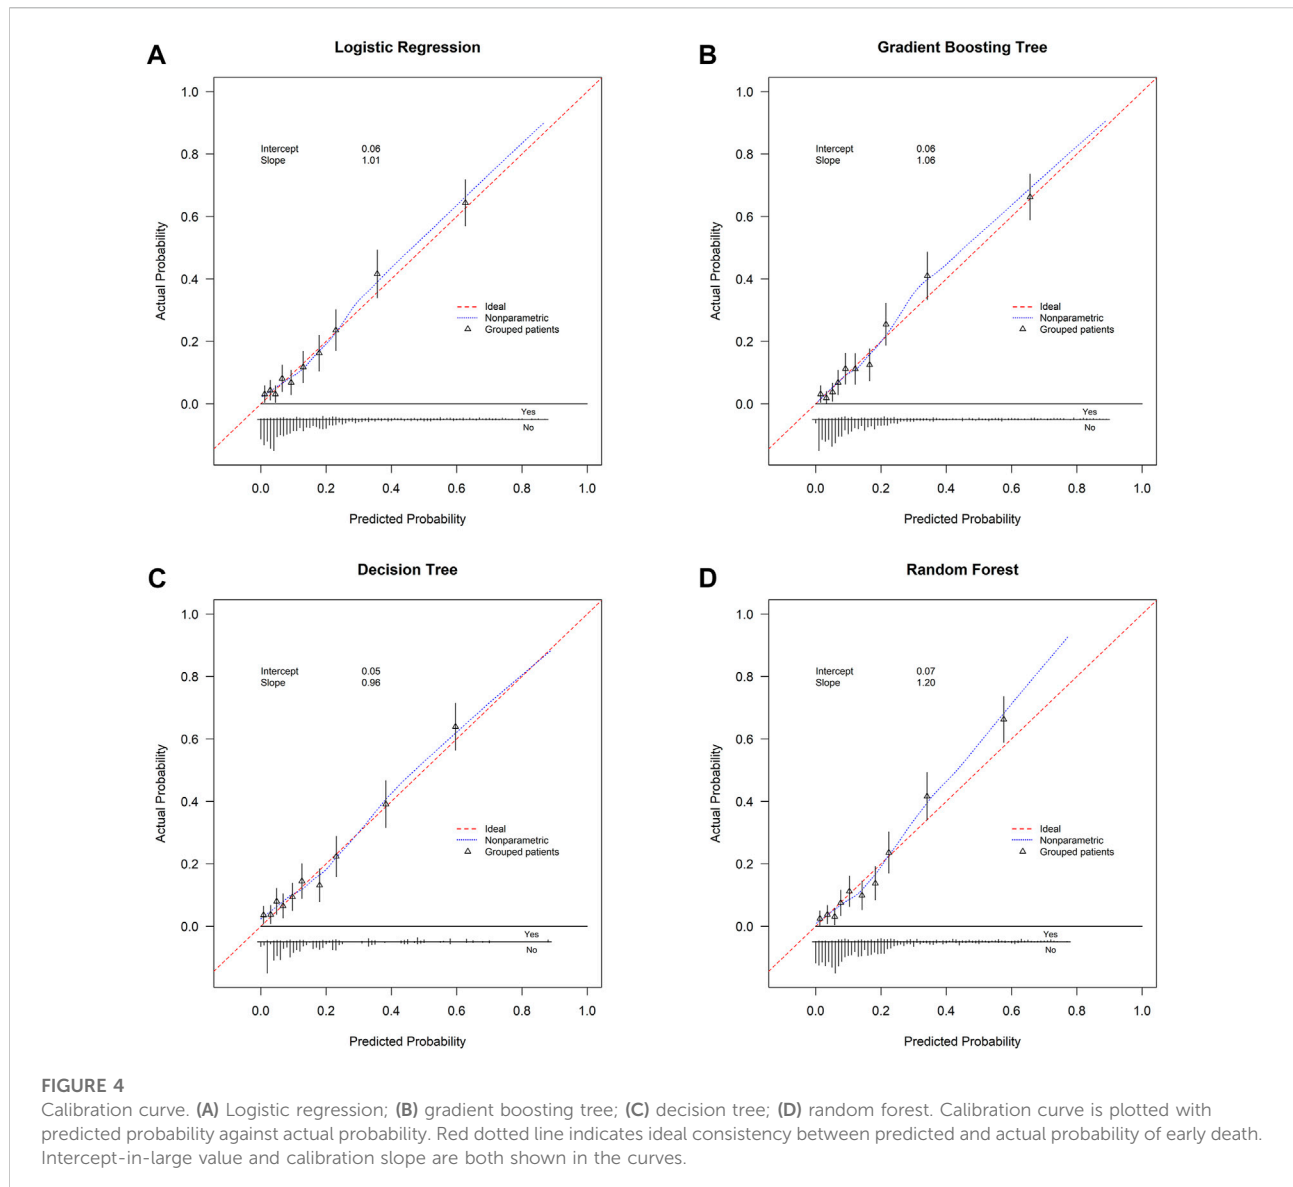 A
Logistic Regression
1.0
0.8
0.6
0.4
0.2
0.0
Actual Probability
Intercept 0.06
Slope 1.01
Ideal
Nonparametric
Grouped patients
Yes
No
0.0 0.2 0.4 0.6 0.8 1.0
Predicted Probability
B
Gradient Boosting Tree
1.0
0.8
0.6
0.4
0.2
0.0
Actual Probability
Intercept 0.06
Slope 1.06
Ideal
Nonparametric
Grouped patients
Yes
No
0.0 0.2 0.4 0.6 0.8 1.0
Predicted Probability
C
Decision Tree
1.0
0.8
0.6
0.4
0.2
0.0
Actual Probability
Intercept 0.05
Slope 0.96
Ideal
Nonparametric
Grouped patients
Yes
No
0.0 0.2 0.4 0.6 0.8 1.0
Predicted Probability
D
Random Forest
1.0
0.8
0.6
0.4
0.2
0.0
Actual Probability
Intercept 0.07
Slope 1.20
Ideal
Nonparametric
Grouped patients
Yes
No
0.0 0.2 0.4 0.6 0.8 1.0
Predicted Probability
FIGURE 4
Calibration curve. (A) Logistic regression; (B) gradient boosting tree; (C) decision tree; (D) random forest. Calibration curve is plotted with
predicted probability against actual probability. Red dotted line indicates ideal consistency between predicted and actual probability of early death.
Intercept-in-large value and calibration slope are both shown in the curves.